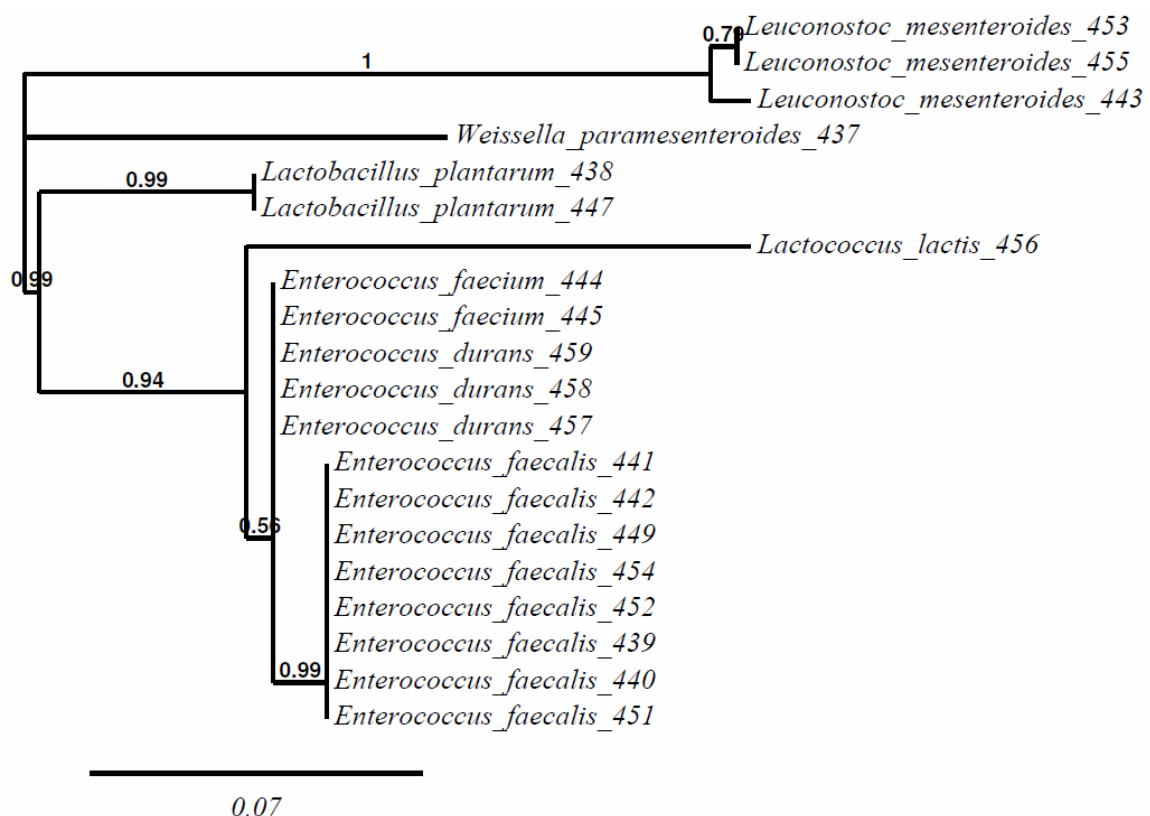 0.79
Leuconostoc_mesenteroides_453
1
Leuconostoc_mesenteroides_455
Leuconostoc_mesenteroides_443
Weissella_paramesenteroides_437
0.99
Lactobacillus_plantarum_438
Lactobacillus_plantarum_447
Lactococcus_lactis_456
0.99
Enterococcus_faecium_444
Enterococcus_faecium_445
Enterococcus_durans_459
0.94
Enterococcus_durans_458
Enterococcus_durans_457
Enterococcus_faecalis_441
Enterococcus_faecalis_442
0.56
Enterococcus_faecalis_449
Enterococcus_faecalis_454
Enterococcus_faecalis_452
Enterococcus_faecalis_439
0.99
Enterococcus_faecalis_440
Enterococcus_faecalis_451
0.07